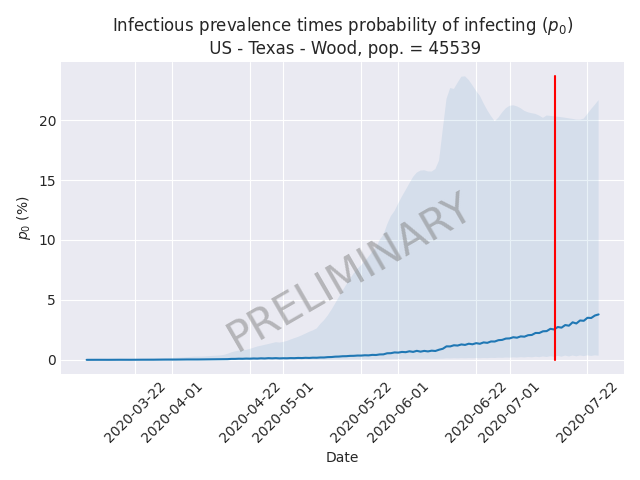 Infectious prevalence times probability of infecting (p₀)
US - Texas - Wood, pop. = 45539
p₀ (%)
20
15
10
5
0
PRELIMINARY
2020-03-22
2020-04-01
2020-04-22
2020-05-01
2020-05-22
2020-06-01
2020-06-22
2020-07-01
2020-07-22
Date